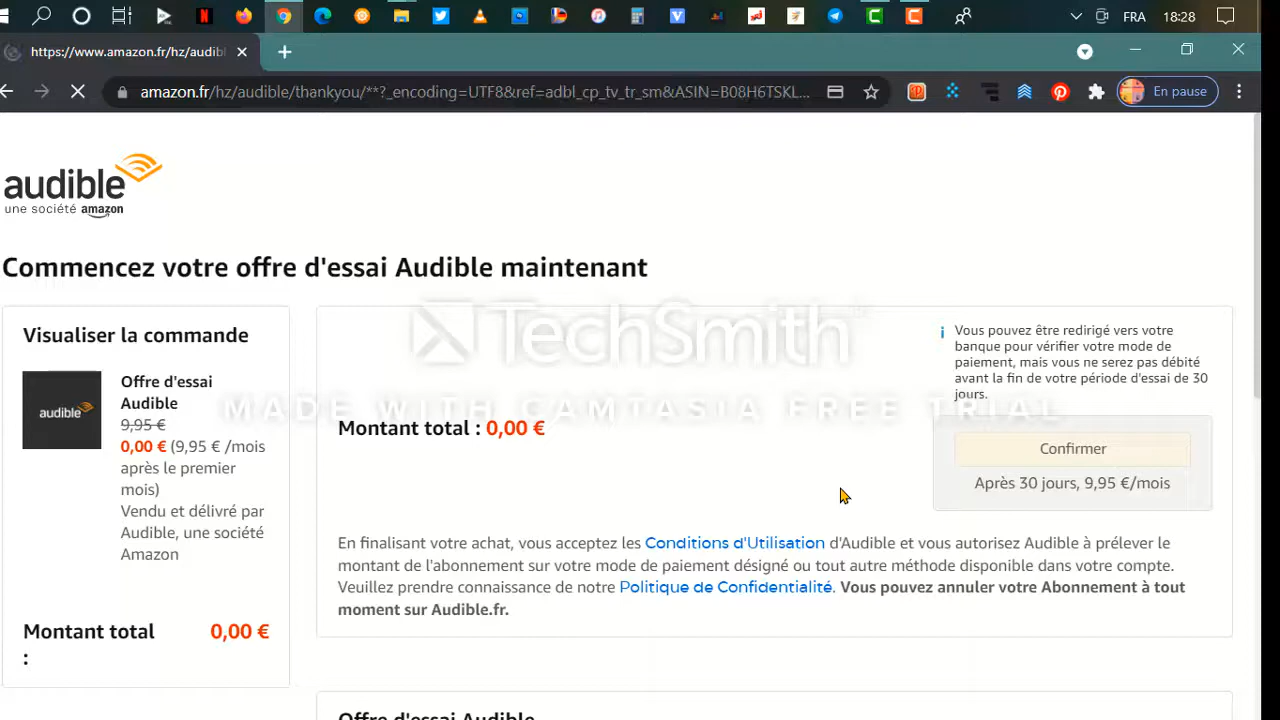 FRA
18:28
https://www.amazon.fr/hz/audibl
amazon.fr/hz/audible/thankyou/**?_encoding=UTF8&ref=adbl_cp_tv_tr_sm&ASIN=B08H6TSKL...
En pause
audible
une société amazon
Commencez votre offre d'essai Audible maintenant
Visualiser la commande
audible
Offre d'essai
Audible
9,95 €
0,00 € (9,95 € /mois
après le premier
mois)
Vendu et délivré par
Audible, une société
Amazon
Montant total
:
0,00 €
TechSmith
MADE WITH CAMTASIA FREE TRIAL
Montant total : 0,00 €
Vous pouvez être redirigé vers votre
banque pour vérifier votre mode de
paiement, mais vous ne serez pas débité
avant la fin de votre période d'essai de 30
jours.
Confirmer
Après 30 jours, 9,95 €/mois
En finalisant votre achat, vous acceptez les Conditions d'Utilisation d'Audible et vous autorisez Audible à prélever le
montant de l'abonnement sur votre mode de paiement désigné ou tout autre méthode disponible dans votre compte.
Veuillez prendre connaissance de notre Politique de Confidentialité. Vous pouvez annuler votre Abonnement à tout
moment sur Audible.fr.
Offre d'essai Audible